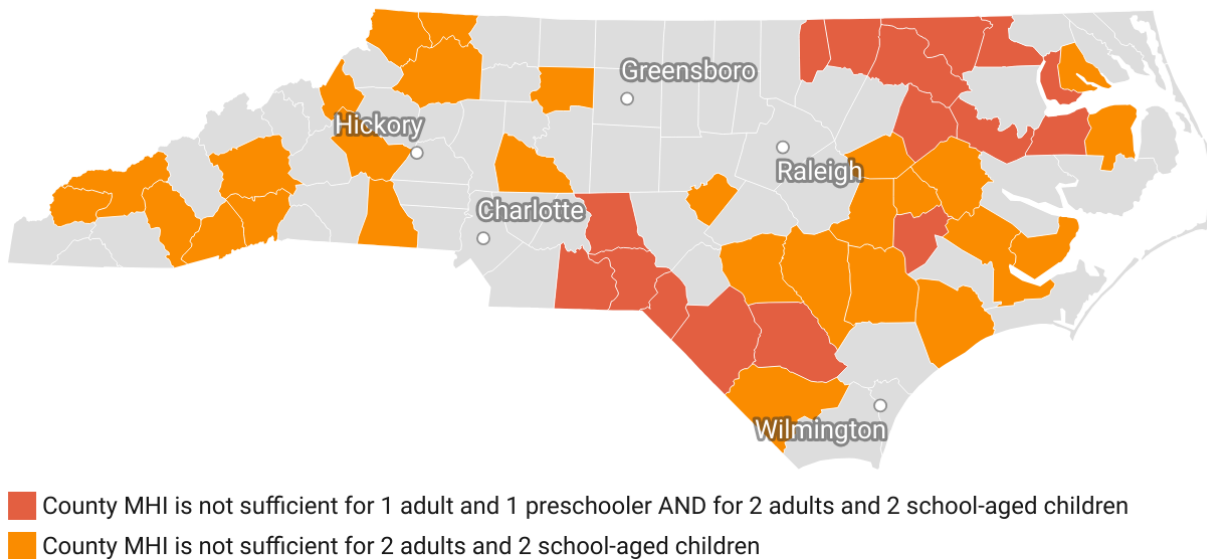 Greensboro
Hickory
Raleigh
Charlotte
Wilmington
County MHI is not sufficient for 1 adult and 1 preschooler AND for 2 adults and 2 school-aged children
County MHI is not sufficient for 2 adults and 2 school-aged children